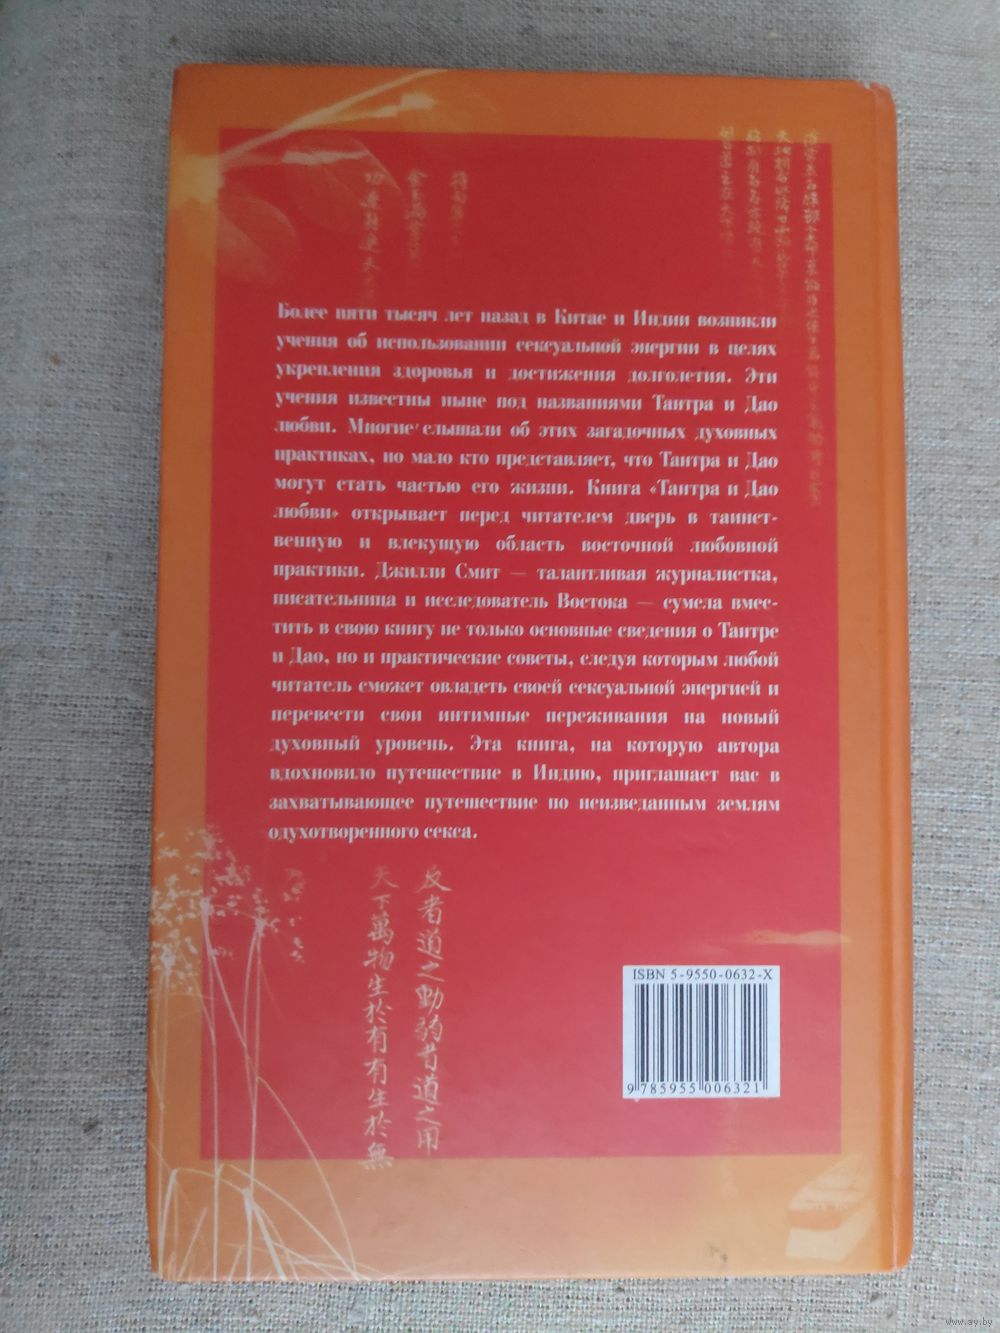 Более пяти тысяч лет назад в Китае и Индии возникли
учения об использовании сексуальной энергии в целях
укрепления здоровья и достижения долголетия. Эти
учения известны ныне под названиями Тантра и Дао
любви. Многие слышали об этих загадочных духовных
практиках, но мало кто представляет, что Тантра и Дао
могут стать частью его жизни. Книга «Тантра и Дао
любви» открывает перед читателем дверь в таинст-
венную и влекущую область восточной любовной
практики. Джилли Смит — талантливая журналистка,
писательница и исследователь Востока — сумела вмес-
тить в свою книгу не только основные сведения о Тантре
и Дао, но и практические советы, следуя которым любой
читатель сможет овладеть своей сексуальной энергией и
перевести свои интимные переживания на новый
духовный уровень. Эта книга, на которую автора
вдохновило путешествие в Индию, приглашает вас в
захватывающее путешествие по неизведанным землям
одухотворенного секса.
反者道之動弱者道之用
天下萬物生於有有生於無
ISBN 5-9550-0632-X
9 785955 006321
www.ay.by